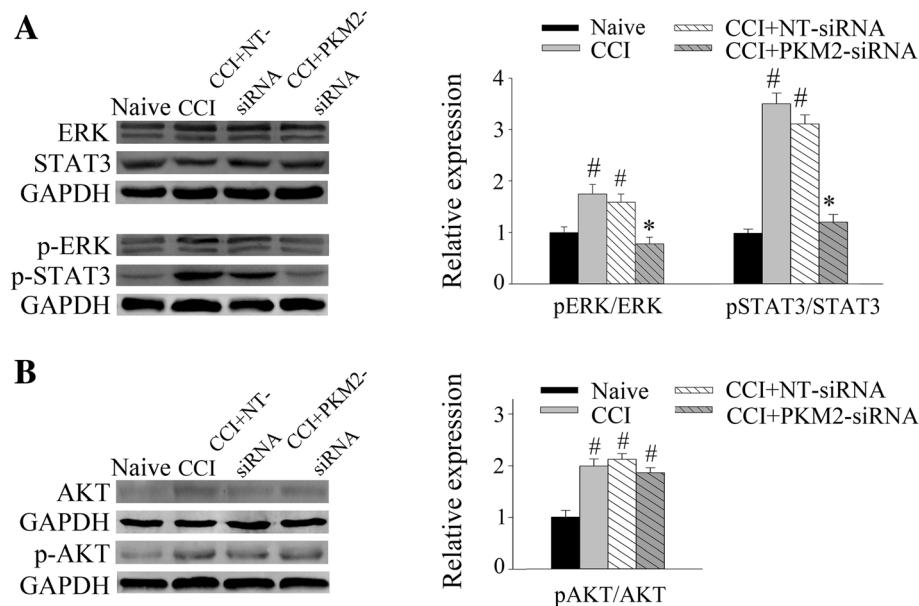 A
Naive CCI CCI+NT-siRNA CCI+PKM2-siRNA
ERK
STAT3
GAPDH
p-ERK
p-STAT3
GAPDH
Naive
CCI
CCI+NT-siRNA
CCI+PKM2-siRNA
Relative expression
4
3
2
1
0
# # *
# # *
pERK/ERK pSTAT3/STAT3
B
Naive CCI CCI+NT-siRNA CCI+PKM2-siRNA
AKT
GAPDH
p-AKT
GAPDH
Naive
CCI
CCI+NT-siRNA
CCI+PKM2-siRNA
Relative expression
3
2
1
0
# # #
pAKT/AKT